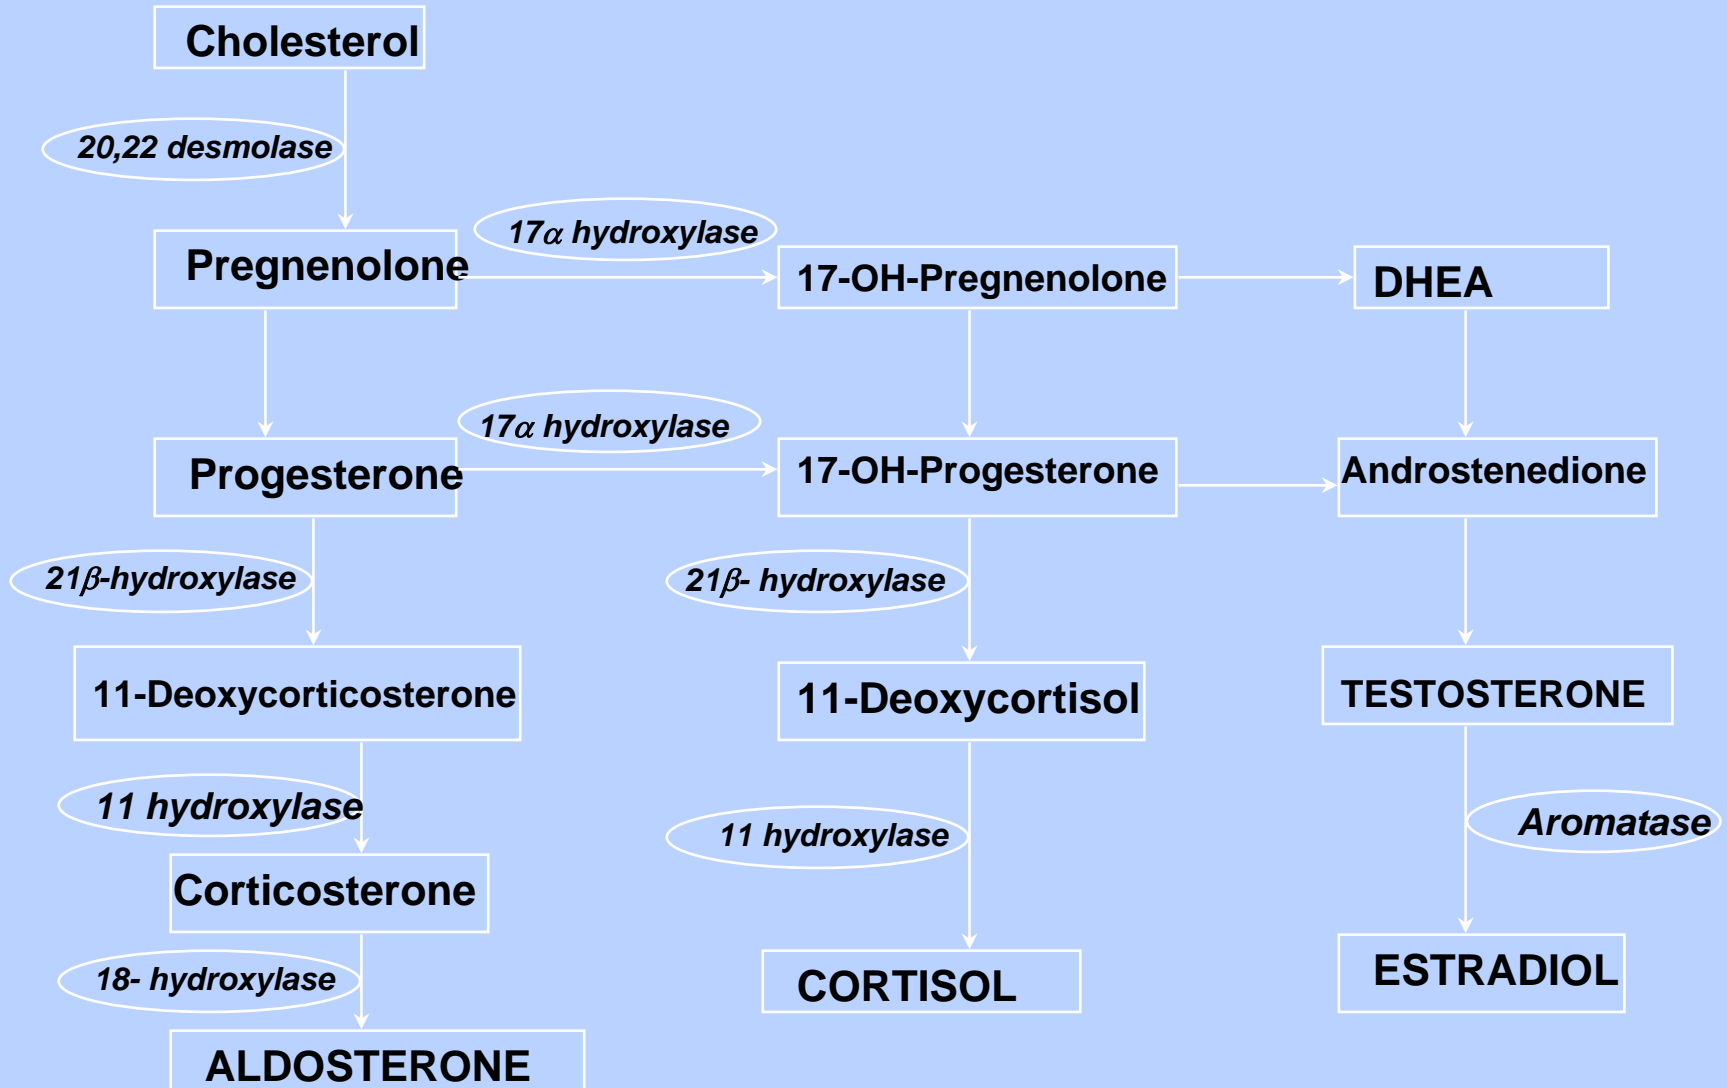 Cholesterol
20,22 desmolase
17α hydroxylase
Pregnenolone
17-OH-Pregnenolone
DHEA
17α hydroxylase
Progesterone
17-OH-Progesterone
Androstenedione
21β-hydroxylase
21β- hydroxylase
11-Deoxycorticosterone
11-Deoxycortisol
TESTOSTERONE
11 hydroxylase
11 hydroxylase
Aromatase
Corticosterone
18- hydroxylase
CORTISOL
ESTRADIOL
ALDOSTERONE